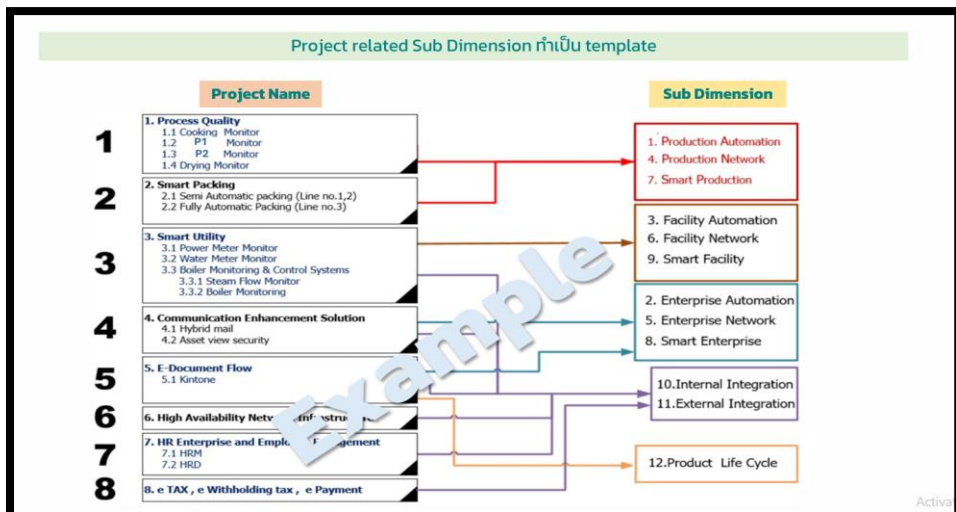 Project related Sub Dimension ทำเป็น template
Project Name
Sub Dimension
1
1. Process Quality
1.1 Cooking Monitor
1.2 P1 Monitor
1.3 P2 Monitor
1.4 Drying Monitor
2
2. Smart Packing
2.1 Semi Automatic packing (Line no.1,2)
2.2 Fully Automatic Packing (Line no.3)
3
3. Smart Utility
3.1 Power Meter Monitor
3.2 Water Meter Monitor
3.3 Boiler Monitoring & Control Systems
3.3.1 Steam Flow Monitor
3.3.2 Boiler Monitoring
4
4. Communication Enhancement Solution
4.1 Hybrid mail
4.2 Asset view security
5
5. E-Document Flow
5.1 Kintone
6
6. High Availability
7
7. HR Enterprise and
7.1 HRM
7.2 HRD
8
8. e TAX , e Withholding tax , e Payment
1. Production Automation
4. Production Network
7. Smart Production
3. Facility Automation
6. Facility Network
9. Smart Facility
2. Enterprise Automation
5. Enterprise Network
8. Smart Enterprise
10.Internal Integration
11.External Integration
12.Product Life Cycle
Example